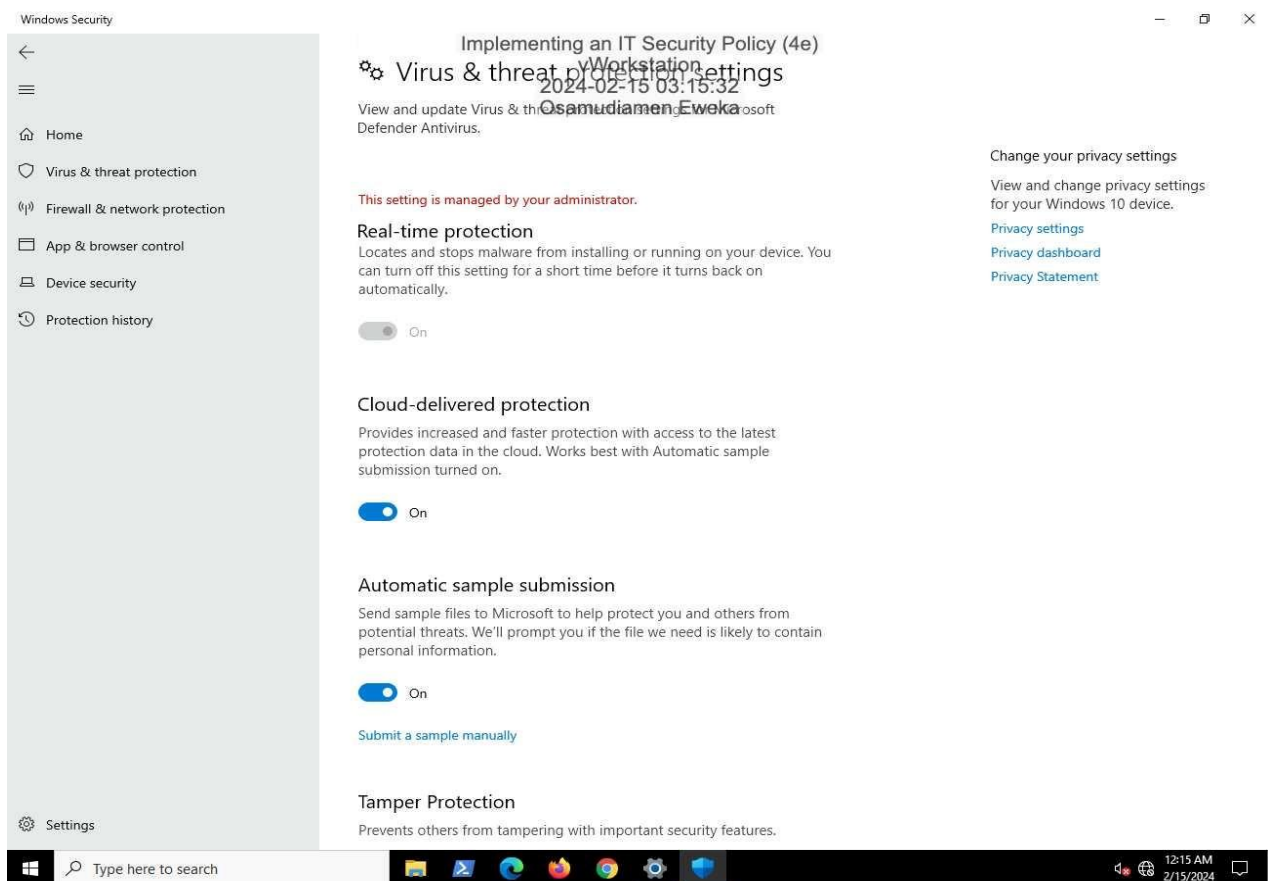 Windows Security
Implementing an IT Security Policy (4e)
vWorkstation
2024-02-15 03:15:32
Osamudiamen Eweka
Home
Virus & threat protection
Firewall & network protection
App & browser control
Device security
Protection history
Settings
Virus & threat protection settings
View and update Virus & threat protection settings for Microsoft
Defender Antivirus.
This setting is managed by your administrator.
Real-time protection
Locates and stops malware from installing or running on your device. You
can turn off this setting for a short time before it turns back on
automatically.
On
Cloud-delivered protection
Provides increased and faster protection with access to the latest
protection data in the cloud. Works best with Automatic sample
submission turned on.
On
Automatic sample submission
Send sample files to Microsoft to help protect you and others from
potential threats. We'll prompt you if the file we need is likely to contain
personal information.
On
Submit a sample manually
Tamper Protection
Prevents others from tampering with important security features.
Change your privacy settings
View and change privacy settings
for your Windows 10 device.
Privacy settings
Privacy dashboard
Privacy Statement
Type here to search
12:15 AM
2/15/2024